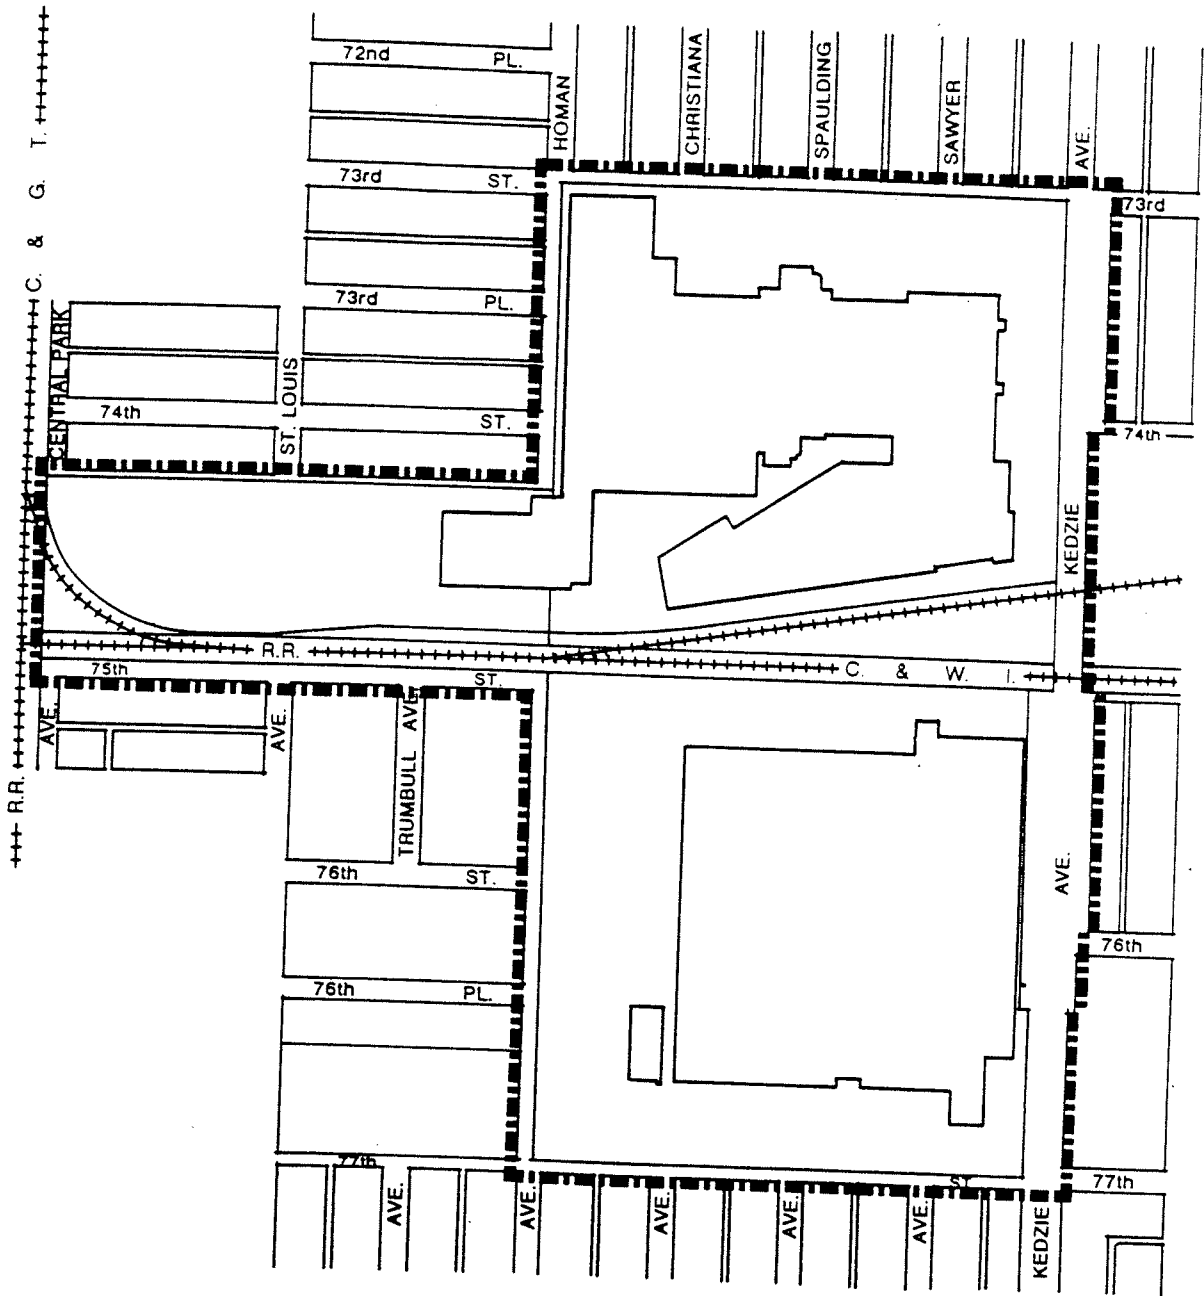 72nd PL.
HOMAN
CHRISTIANA
SPAULDING
SAWYER
AVE.
C. & G. T.
73rd ST.
73rd
73rd PL.
CENTRAL PARK
ST. LOUIS
74th ST.
74th
KEDZIE
R.R.
C. & W. I.
75th ST.
AVE.
AVE.
AVE.
TRUMBULL
R.R.
76th ST.
AVE.
76th
76th PL.
77th
ST.
77th
AVE.
AVE.
AVE.
AVE.
AVE.
KEDZIE